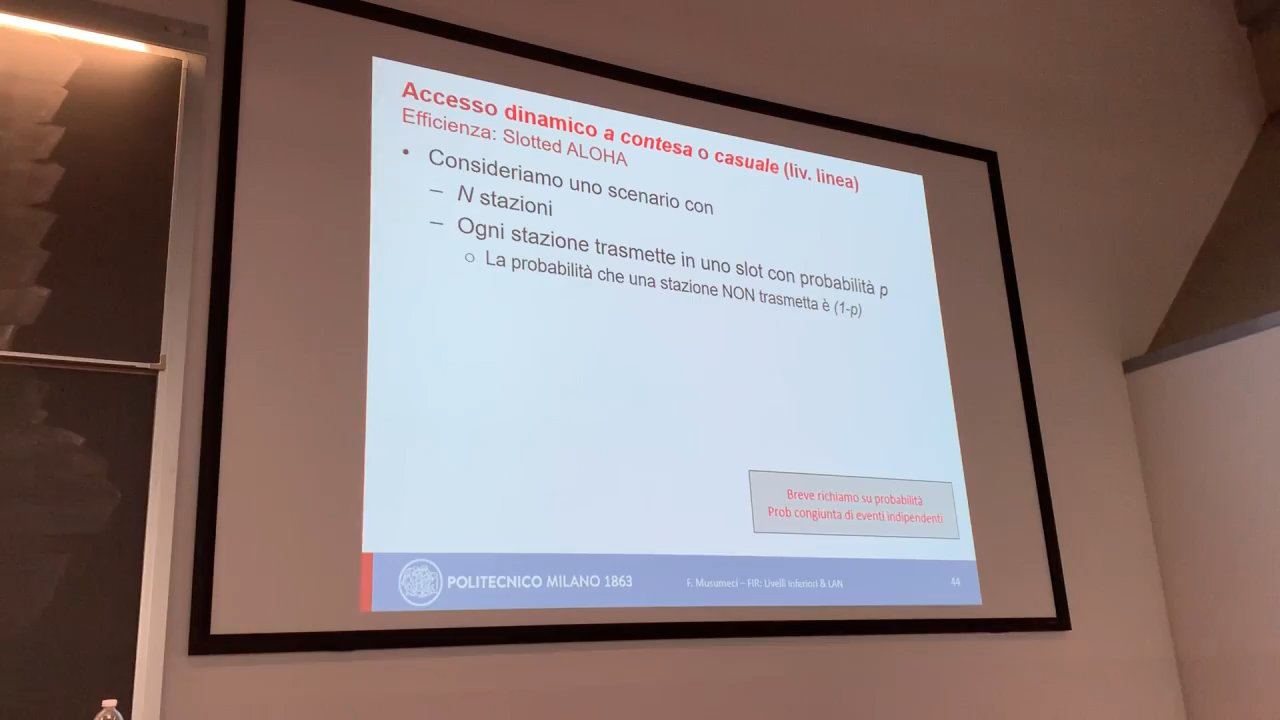 Accesso dinamico a contesa o casuale (liv. linea)
Efficienza: Slotted ALOHA
• Consideriamo uno scenario con
– N stazioni
– Ogni stazione trasmette in uno slot con probabilità p
○ La probabilità che una stazione NON trasmetta è (1-p)
Breve richiamo su probabilità
Prob congiunta di eventi indipendenti
POLITECNICO MILANO 1863
F. Musumeci – FIR: Livelli inferiori & LAN
44